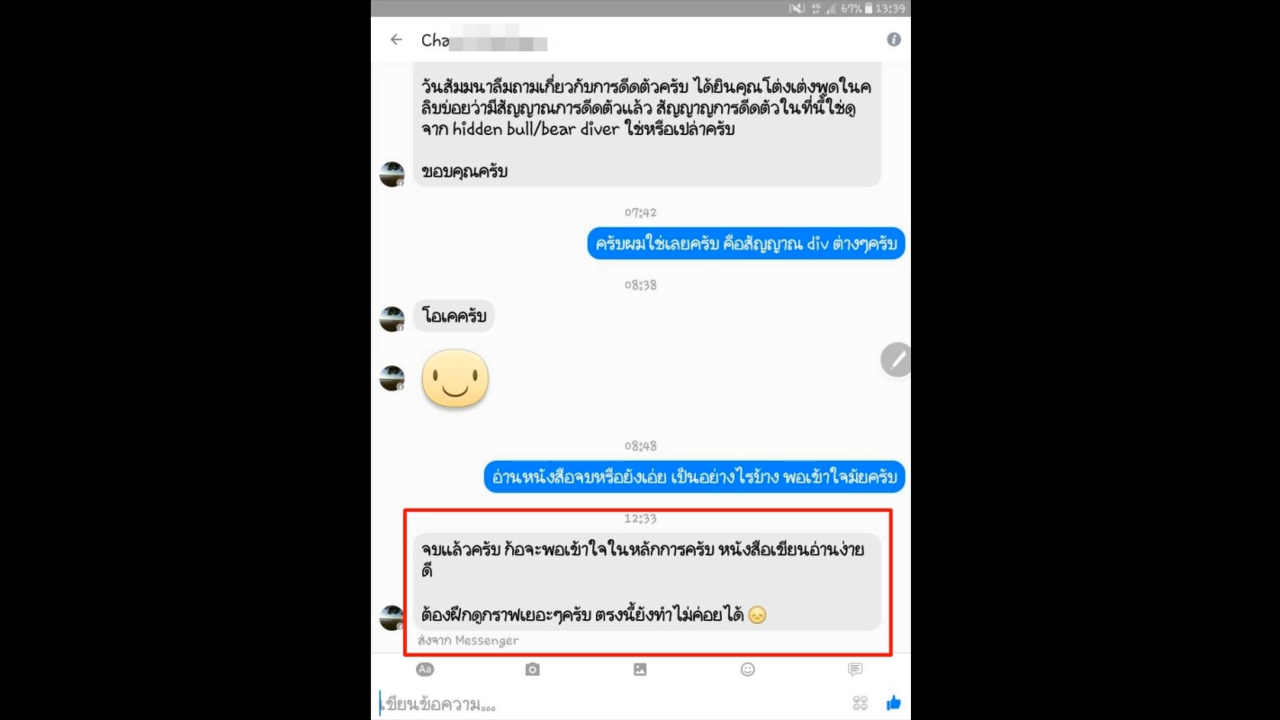 4G 67% 13:39
Cha
วันสัมมนาลืมถามเกี่ยวกับการดีดตัวครับ ได้ยินคุณโต่งเต่งพูดในค
ลิบบ่อยว่ามีสัญญาณการดีดตัวแล้ว สัญญาญการดีดตัวในที่นี้ใช่ดู
จาก hidden bull/bear diver ใช่หรือเปล่าครับ
ขอบคุณครับ
07:42
ครับผมใช่เลยครับ คือสัญญาณ div ต่างๆครับ
08:38
โอเคครับ
08:48
อ่านหนังสือจบหรือยังเอ่ย เป็นอย่างไรบ้าง พอเข้าใจมัยครับ
12:33
จบแล้วครับ ก้อจะพอเข้าใจในหลักการครับ หนังสือเขียนอ่านง่าย
ดี
ต้องฝึกดูกราฟเยอะๆครับ ตรงนี้ยังทำไม่ค่อยได้ 😞
ส่งจาก Messenger
Aa
เขียนข้อความ...